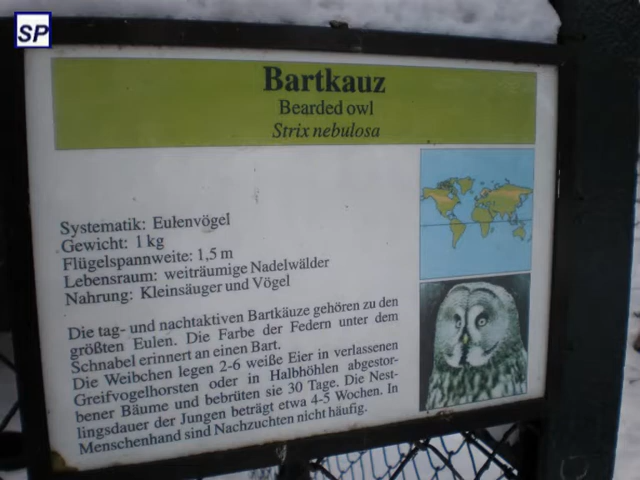 SP
Bartkauz
Bearded owl
Strix nebulosa
Systematik: Eulenvögel
Gewicht: 1 kg
Flügelspannweite: 1,5 m
Lebensraum: weiträumige Nadelwälder
Nahrung: Kleinsäuger und Vögel
Die tag- und nachtaktiven Bartkäuze gehören zu den
größten Eulen. Die Farbe der Federn unter dem
Schnabel erinnert an einen Bart.
Die Weibchen legen 2-6 weiße Eier in verlassenen
Greifvogelhorsten oder in Halbhöhlen abgestor-
bener Bäume und bebrüten sie 30 Tage. Die Nest-
lingsdauer der Jungen beträgt etwa 4-5 Wochen. In
Menschenhand sind Nachzuchten nicht häufig.